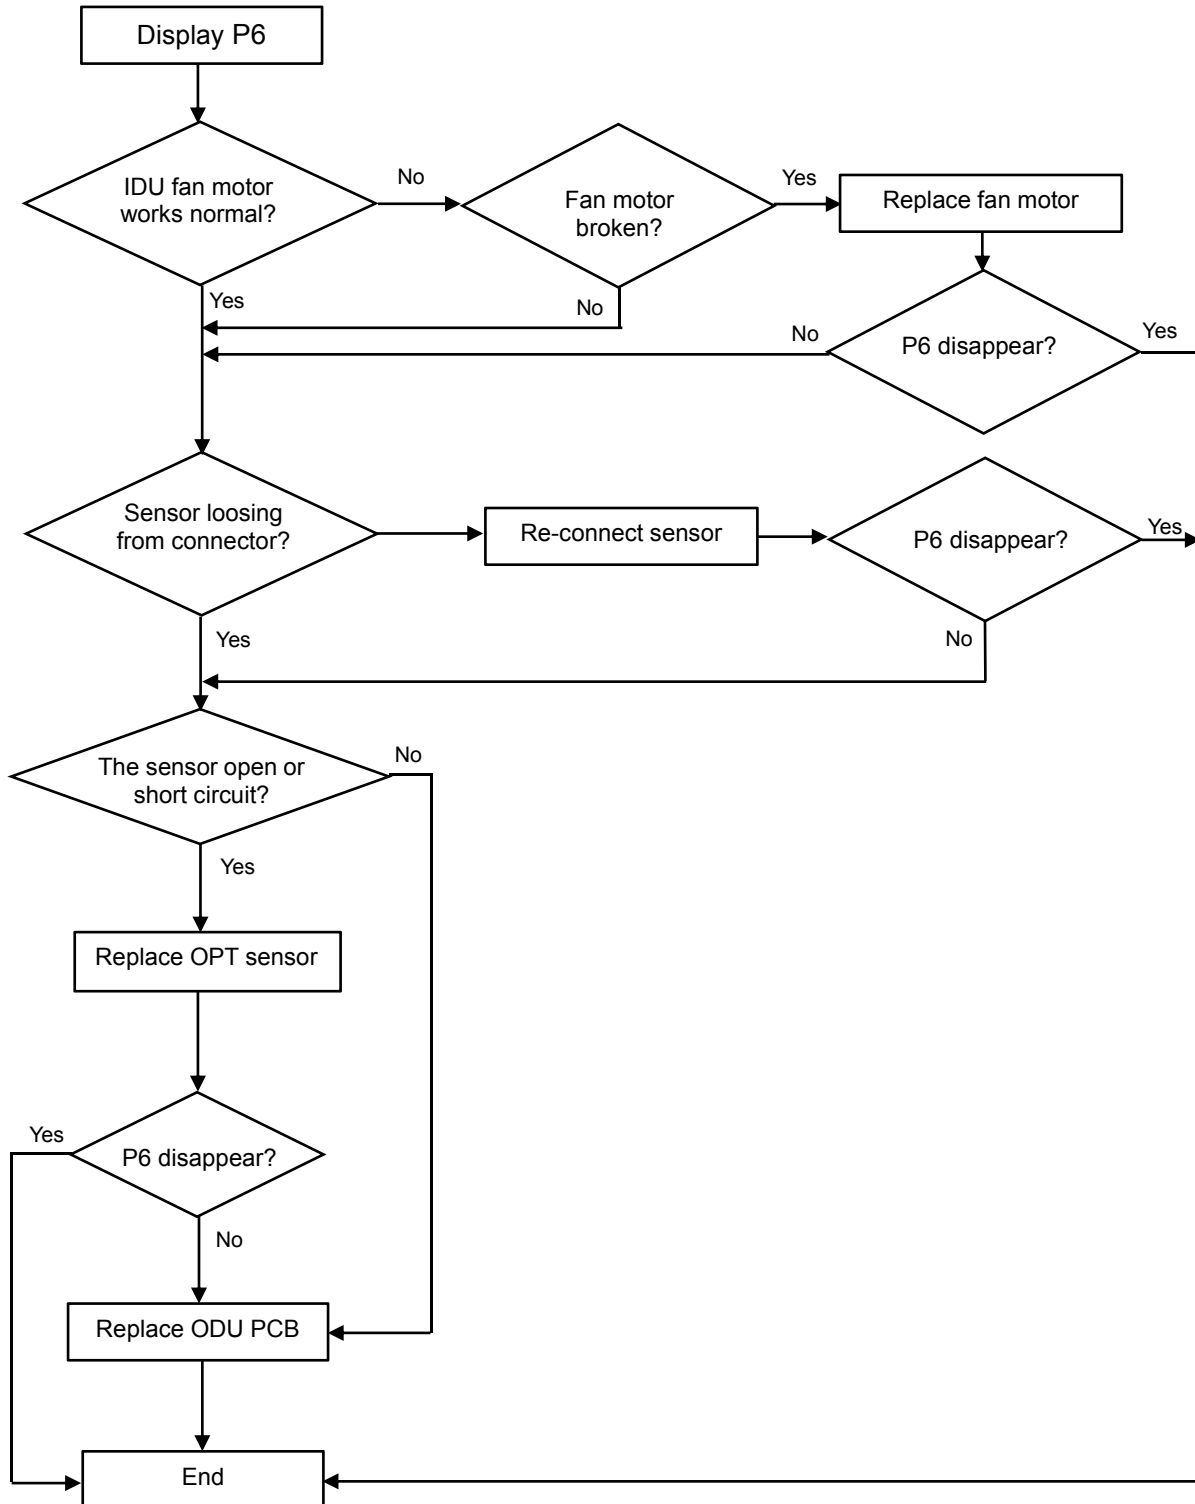 Display P6
IDU fan motor
works normal?
No
Fan motor
broken?
Yes
Replace fan motor
Yes
No
No
P6 disappear?
Yes
Sensor loosing
from connector?
Re-connect sensor
P6 disappear?
Yes
Yes
No
The sensor open or
short circuit?
No
Yes
Replace OPT sensor
Yes
P6 disappear?
No
Replace ODU PCB
End